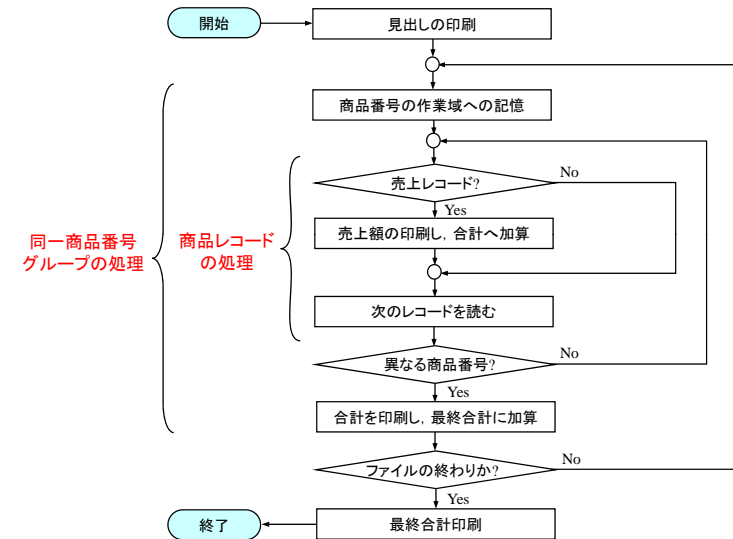 開始
見出しの印刷
商品番号の作業域への記憶
売上レコード?
No
Yes
売上額の印刷し, 合計へ加算
同一商品番号
グループの処理
商品レコード
の処理
次のレコードを読む
異なる商品番号?
No
Yes
合計を印刷し, 最終合計に加算
ファイルの終わりか?
No
Yes
終了
最終合計印刷